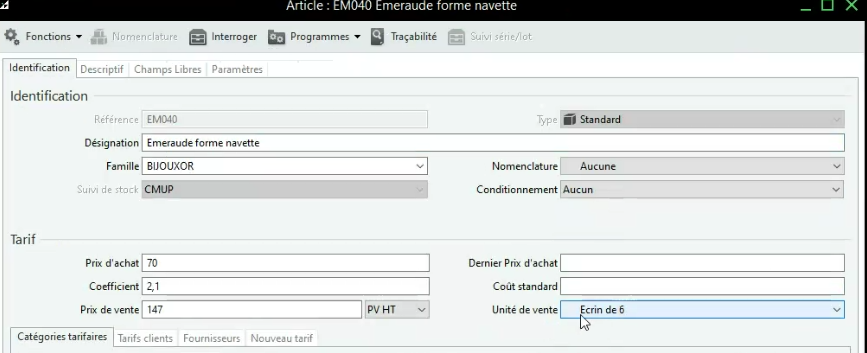 Article : EM040 Emeraude forme navette
Fonctions Nomenclature Interroger Programmes Traçabilité Suivi série/lot
Identification Descriptif Champs Libres Paramètres
Identification
Référence EM040 Type Standard
Désignation Emeraude forme navette
Famille BIJOUXOR Nomenclature Aucune
Suivi de stock CMUP Conditionnement Aucun
Tarif
Prix d'achat 70 Dernier Prix d'achat
Coefficient 2,1 Coût standard
Prix de vente 147 PV HT Unité de vente Ecrin de 6
Catégories tarifaires Tarifs clients Fournisseurs Nouveau tarif